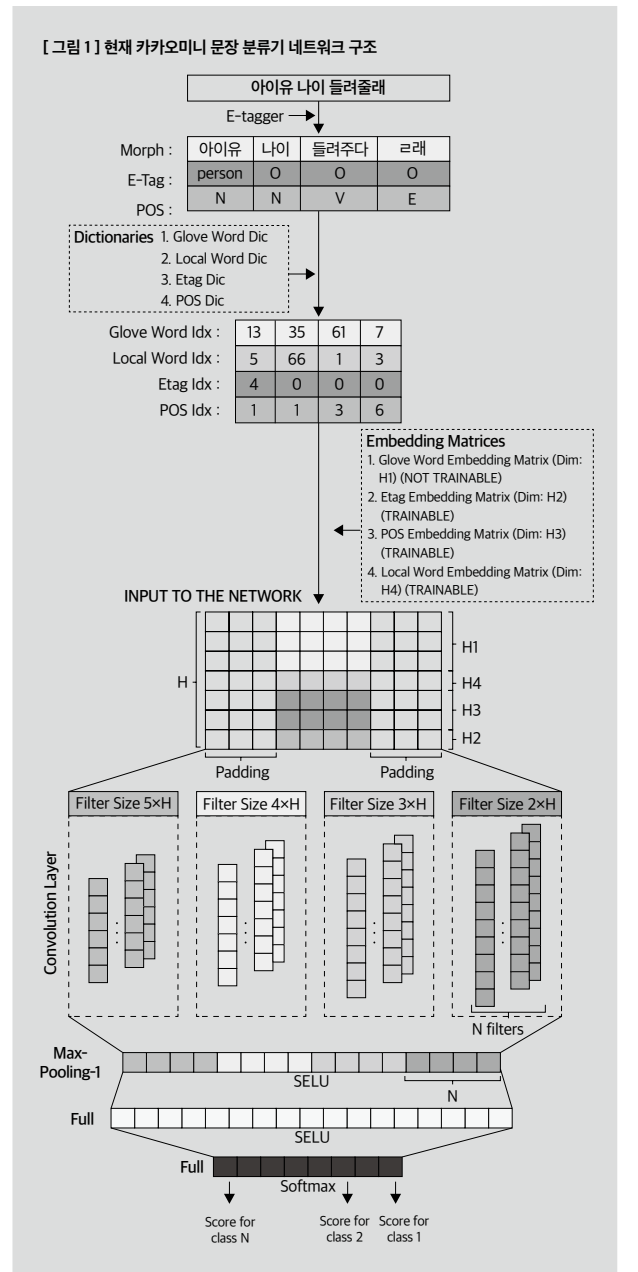 [ 그림 1 ] 현재 카카오미니 문장 분류기 네트워크 구조
아이유 나이 들려줄래
E-tagger
Morph : 아이유 나이 들려주다 ㄹ래
E-Tag : person O O O
POS : N N V E
Dictionaries 1. Glove Word Dic
2. Local Word Dic
3. Etag Dic
4. POS Dic
Glove Word Idx : 13 35 61 7
Local Word Idx : 5 66 1 3
Etag Idx : 4 0 0 0
POS Idx : 1 1 3 6
Embedding Matrices
1. Glove Word Embedding Matrix (Dim:
H1) (NOT TRAINABLE)
2. Etag Embedding Matrix (Dim: H2)
(TRAINABLE)
3. POS Embedding Matrix (Dim: H3)
(TRAINABLE)
4. Local Word Embedding Matrix (Dim:
H4) (TRAINABLE)
INPUT TO THE NETWORK
H
H1
H4
H3
H2
Padding Padding
Filter Size 5×H Filter Size 4×H Filter Size 3×H Filter Size 2×H
Convolution Layer
N filters
Max-
Pooling-1
SELU
N
Full
SELU
Full
Softmax
Score for Score for Score for
class N class 2 class 1